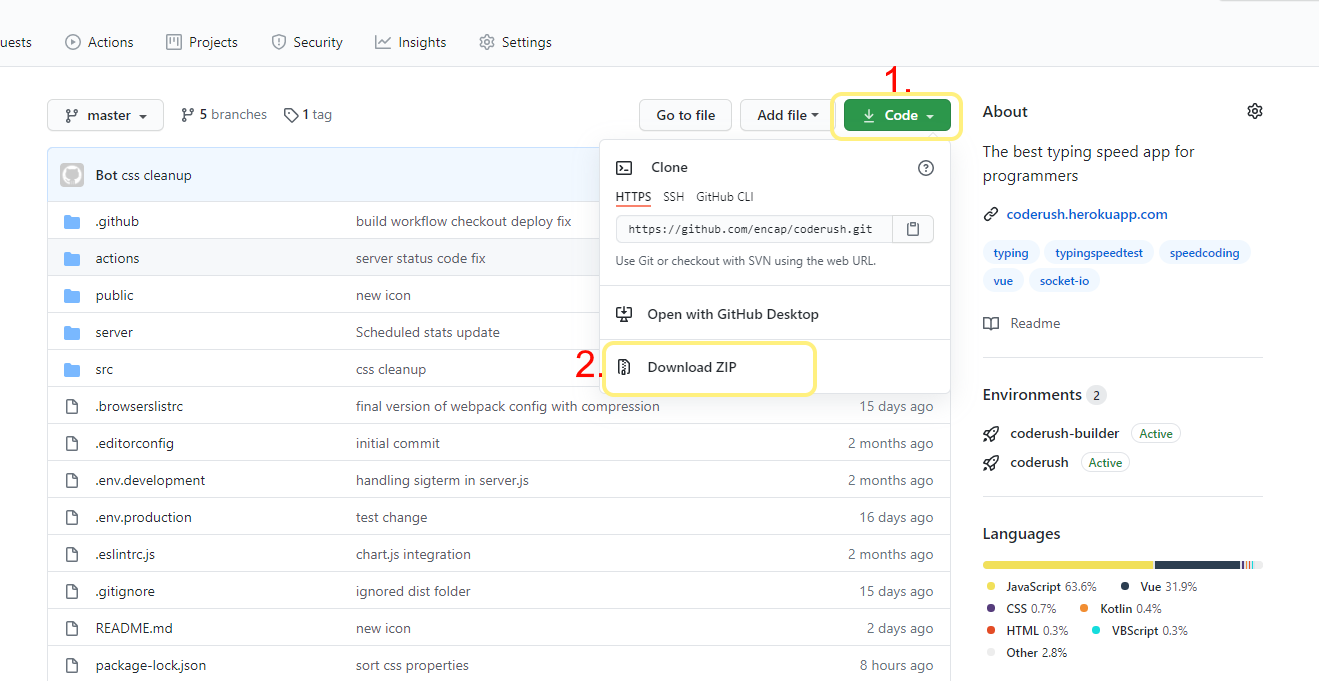 uests Actions Projects Security Insights Settings
1.
master 5 branches 1 tag Go to file Add file Code
Bot css cleanup
.github build workflow checkout deploy fix
actions server status code fix
public new icon
server Scheduled stats update
src css cleanup
.browserslistrc final version of webpack config with compression 15 days ago
.editorconfig initial commit 2 months ago
.env.development handling sigterm in server.js 2 months ago
.env.production test change 16 days ago
.eslintrc.js chart.js integration 2 months ago
.gitignore ignored dist folder 15 days ago
README.md new icon 2 days ago
package-lock.json sort css properties 8 hours ago
Clone
HTTPS SSH GitHub CLI
https://github.com/encap/coderush.git
Use Git or checkout with SVN using the web URL.
Open with GitHub Desktop
2. Download ZIP
About
The best typing speed app for
programmers
coderush.herokuapp.com
typing typingspeedtest speedcoding
vue socket-io
Readme
Environments 2
coderush-builder Active
coderush Active
Languages
JavaScript 63.6% Vue 31.9%
CSS 0.7% Kotlin 0.4%
HTML 0.3% VBScript 0.3%
Other 2.8%